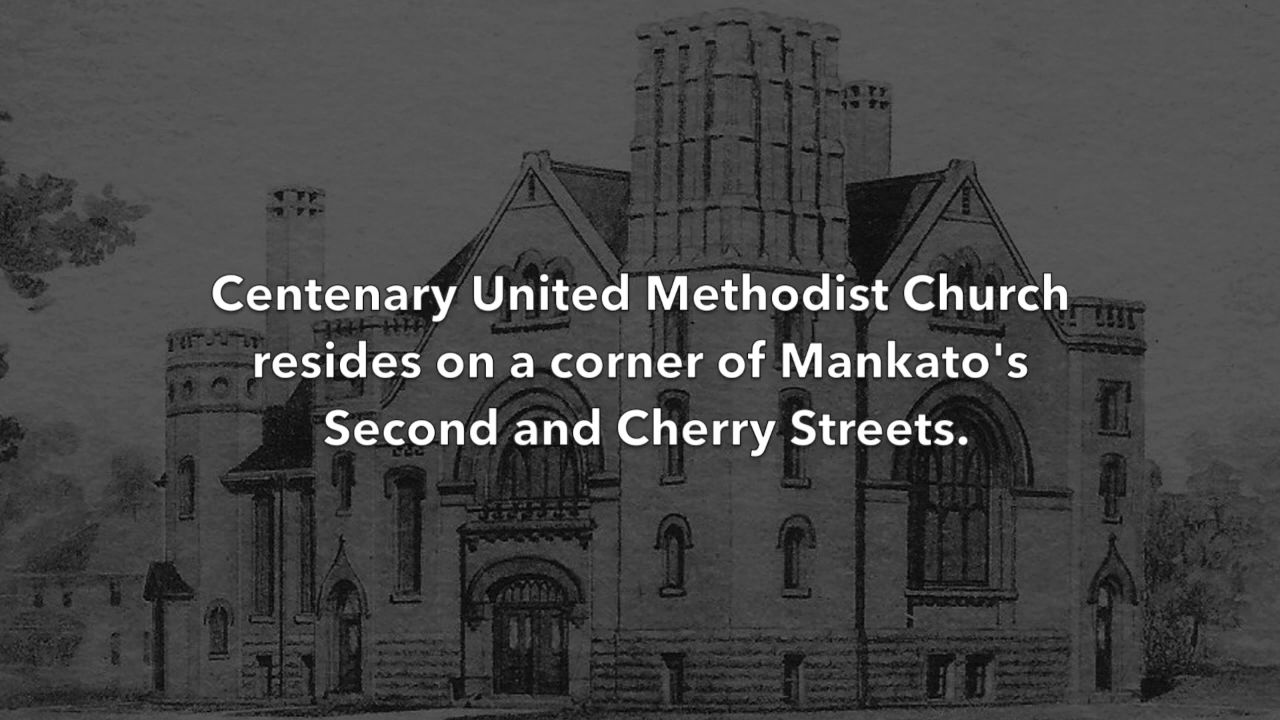 Centenary United Methodist Church
resides on a corner of Mankato's
Second and Cherry Streets.